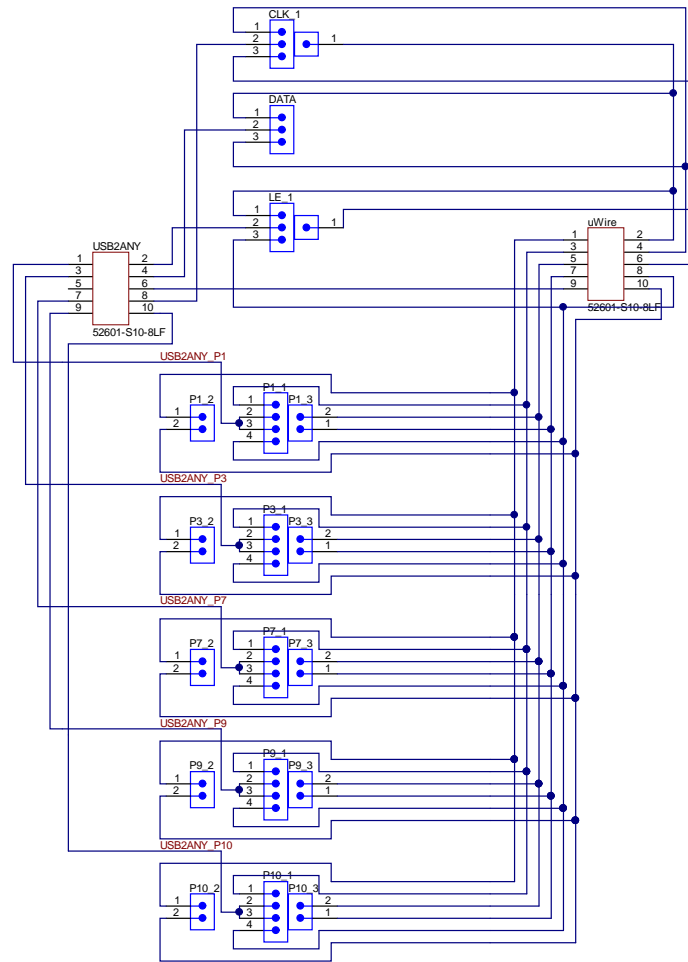 CLK_1
1
2
3
1
DATA
1
2
3
LE_1
1
2
3
1
USB2ANY
1 2
3 4
5 6
7 8
9 10
52601-S10-8LF
uWire
1 2
3 4
5 6
7 8
9 10
52601-S10-8LF
USB2ANY_P1
P1_2 P1_1 P1_3
1 1
2 2 2
3 1
4
USB2ANY_P3
P3_2 P3_1 P3_3
1 1
2 2 2
3 1
4
USB2ANY_P7
P7_2 P7_1 P7_3
1 1
2 2 2
3 1
4
USB2ANY_P9
P9_2 P9_1 P9_3
1 1
2 2 2
3 1
4
USB2ANY_P10
P10_2 P10_1 P10_3
1 1
2 2 2
3 1
4